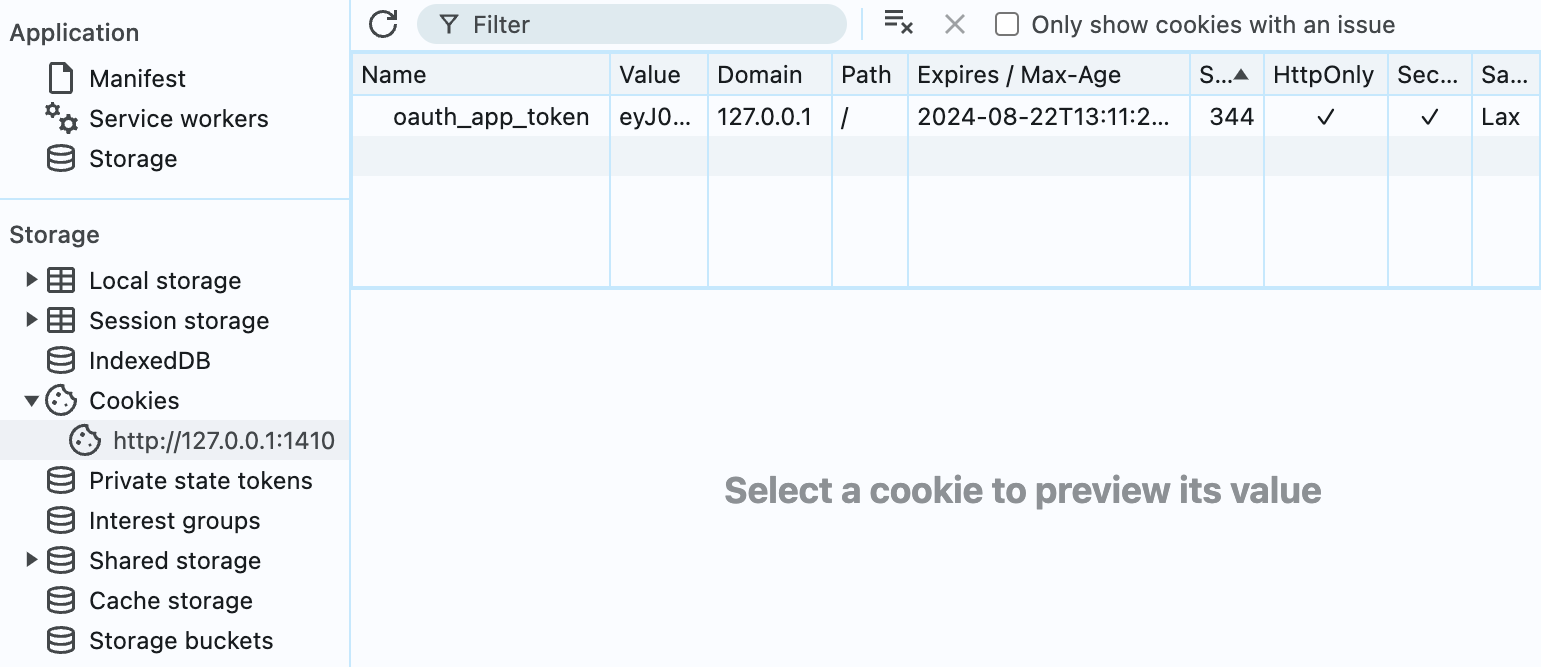 Application
Manifest
Service workers
Storage
Storage
Local storage
Session storage
IndexedDB
Cookies
http://127.0.0.1:1410
Private state tokens
Interest groups
Shared storage
Cache storage
Storage buckets
Filter
Only show cookies with an issue
Name Value Domain Path Expires / Max-Age S... HttpOnly Sec... Sa...
oauth_app_token eyJ0... 127.0.0.1 / 2024-08-22T13:11:2... 344 ✓ ✓ Lax
Select a cookie to preview its value